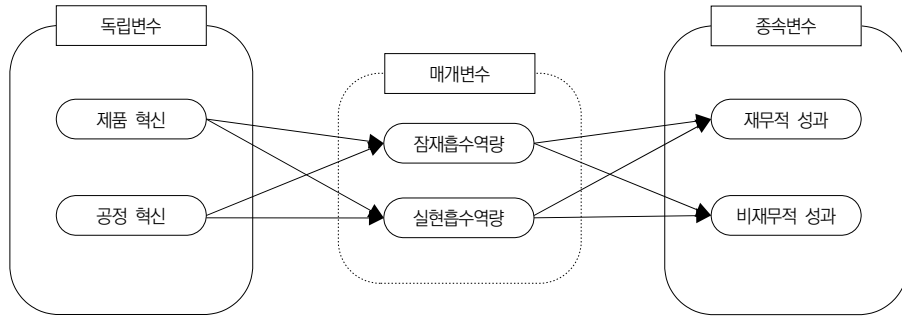 독립변수
종속변수
매개변수
제품 혁신
잠재흡수역량
재무적 성과
공정 혁신
실현흡수역량
비재무적 성과